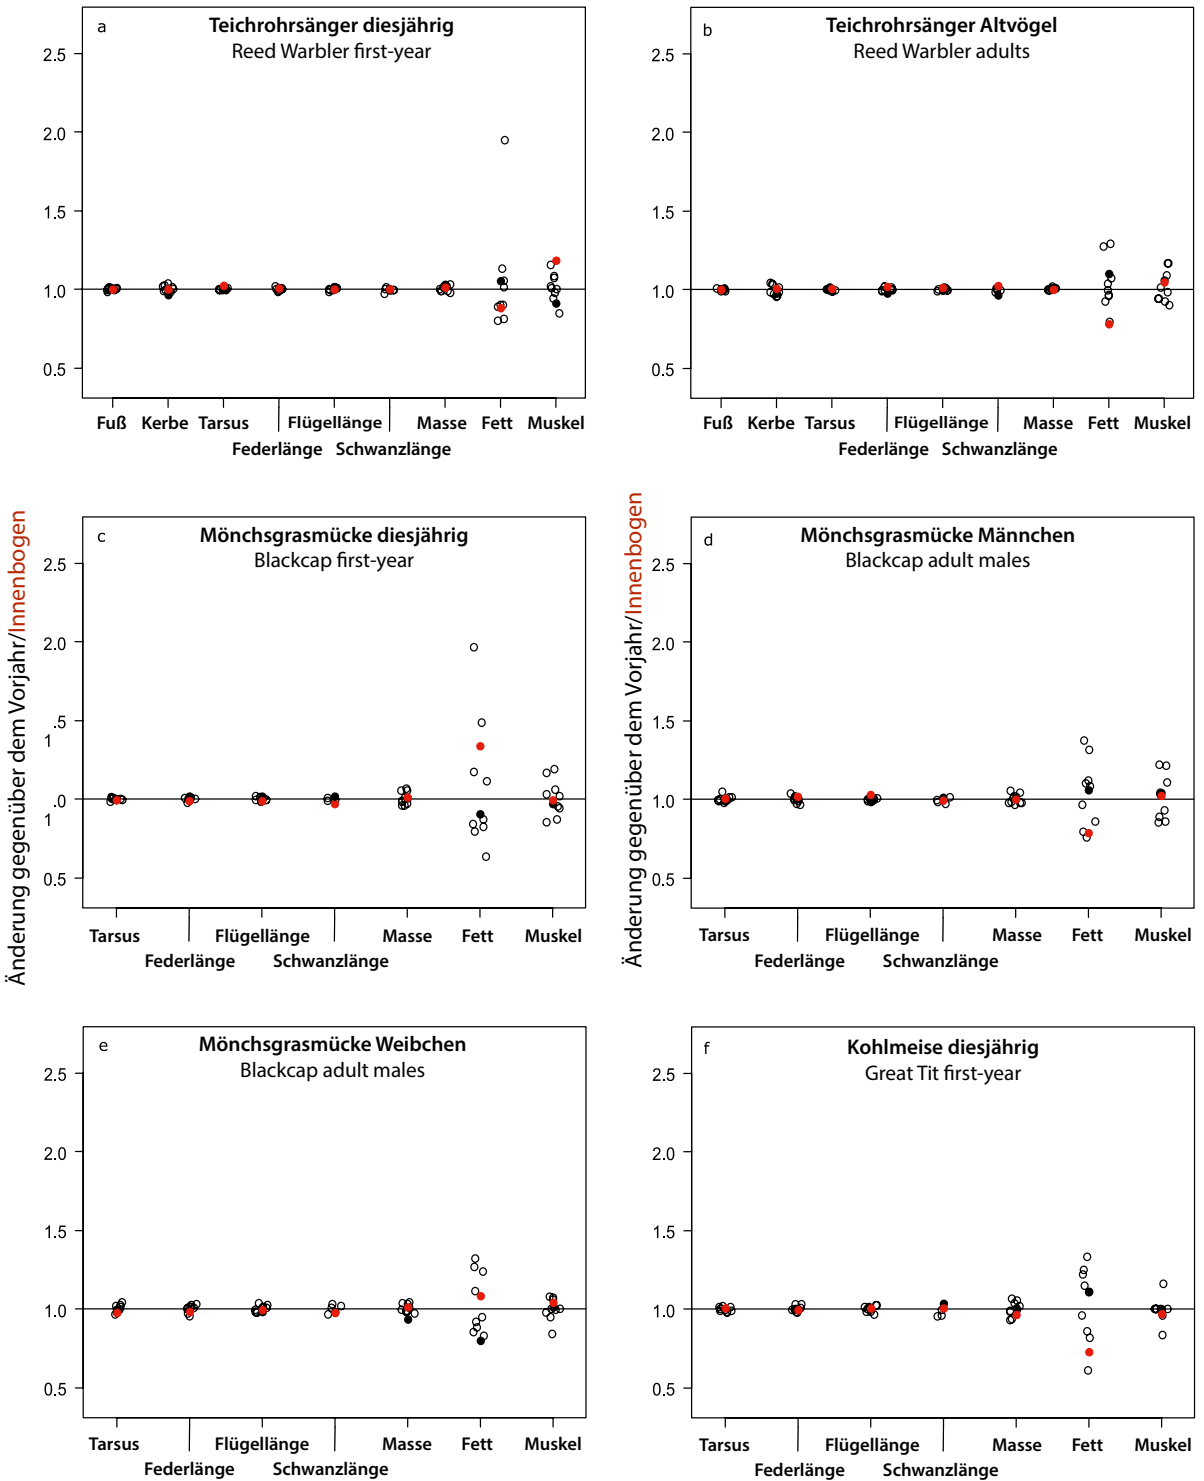 a
Teichrohrsänger diesjährig
Reed Warbler first-year
2.5
2.0
1.5
1.0
0.5
Fuß Kerbe Tarsus Flügellänge Masse Fett Muskel
Federlänge Schwanzlänge
b
Teichrohrsänger Altvögel
Reed Warbler adults
2.5
2.0
1.5
1.0
0.5
Fuß Kerbe Tarsus Flügellänge Masse Fett Muskel
Federlänge Schwanzlänge
Änderung gegenüber dem Vorjahr/Innenbogen
c
Mönchsgrasmücke diesjährig
Blackcap first-year
2.5
2.0
.5
1
.0
1
0.5
Tarsus Flügellänge Masse Fett Muskel
Federlänge Schwanzlänge
Änderung gegenüber dem Vorjahr/Innenbogen
d
Mönchsgrasmücke Männchen
Blackcap adult males
2.5
2.0
1.5
1.0
0.5
Tarsus Flügellänge Masse Fett Muskel
Federlänge Schwanzlänge
e
Mönchsgrasmücke Weibchen
Blackcap adult males
2.5
2.0
1.5
1.0
0.5
Tarsus Flügellänge Masse Fett Muskel
Federlänge Schwanzlänge
f
Kohlmeise diesjährig
Great Tit first-year
2.5
2.0
1.5
1.0
0.5
Tarsus Flügellänge Masse Fett Muskel
Federlänge Schwanzlänge